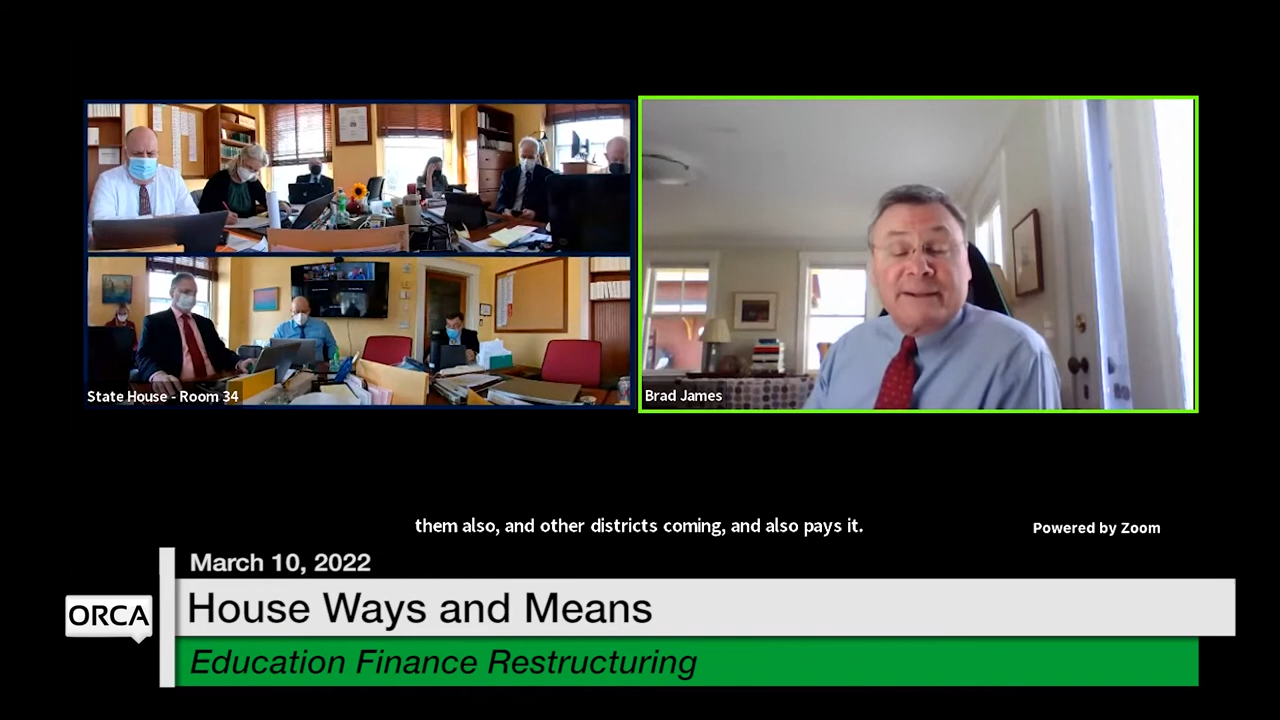 State House - Room 34
Brad James
them also, and other districts coming, and also pays it.
Powered by Zoom
March 10, 2022
ORCA
House Ways and Means
Education Finance Restructuring